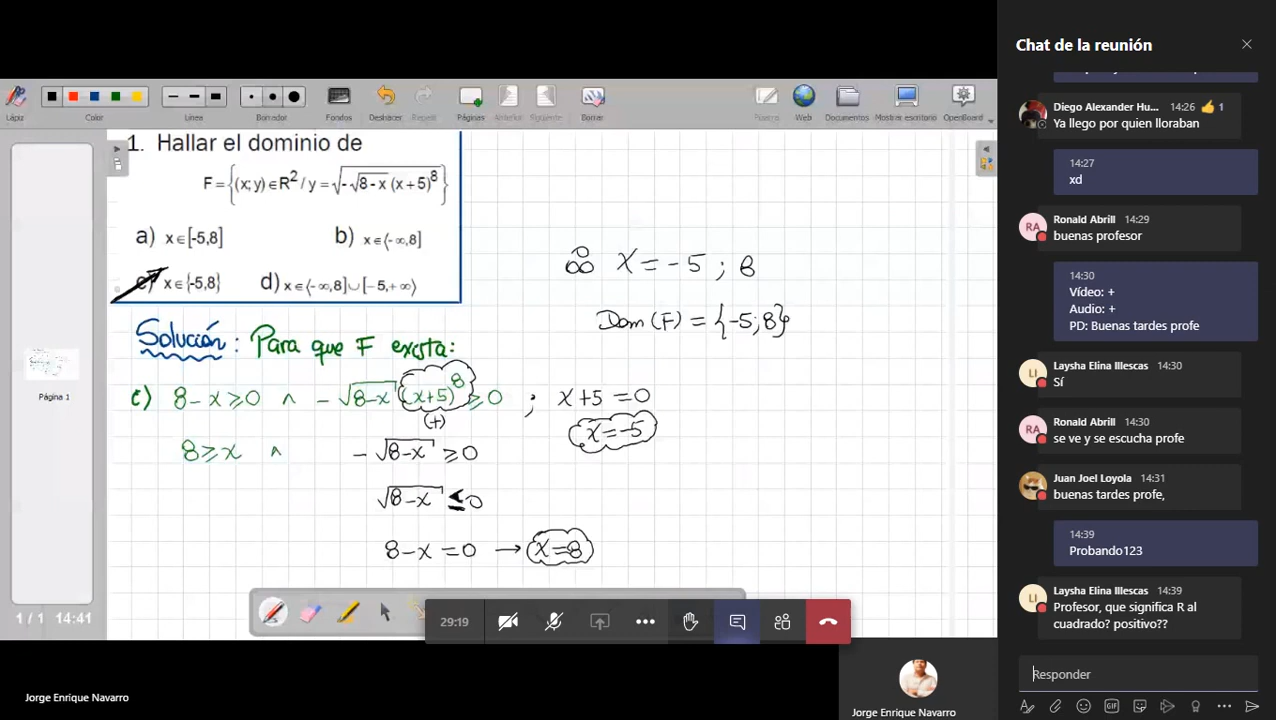 Lápiz
Color
Línea
Borrador
Fondos
Deshacer
Páginas
Anterior
Siguiente
Borrar
Web
Documentos
Mostrar escritorio
OpenBoard
1. Hallar el dominio de
F = {(x; y) ∈ R² / y = √(-√(8-x) (x+5)⁸)}
a) x ∈ [-5,8]
b) x ∈ ⟨-∞,8]
c) x ∈ {-5,8}
d) x ∈ ⟨-∞,8] ∪ [-5,+∞⟩
Solución: Para que F exista:
c) 8-x ≥ 0 ∧ -√(8-x) (x+5)⁸ ≥ 0 ; x+5 = 0
(+)
x = -5
8 ≥ x ∧ -√(8-x) ≥ 0
√(8-x) ≤ 0
8-x = 0 → x = 8
∴ x = -5 ; 8
Dom (F) = {-5; 8}
Página 1
1 / 1 14:41
29:19
Jorge Enrique Navarro
Jorge Enrique Navarro
Chat de la reunión
Diego Alexander Hu... 14:26 👍 1
Ya llego por quien lloraban
14:27
xd
RA
Ronald Abrill 14:29
buenas profesor
14:30
Vídeo: +
Audio: +
PD: Buenas tardes profe
LI
Laysha Elina Illescas 14:30
Sí
RA
Ronald Abrill 14:30
se ve y se escucha profe
Juan Joel Loyola 14:31
buenas tardes profe,
14:39
Probando123
LI
Laysha Elina Illescas 14:39
Profesor, que significa R al
cuadrado? positivo??
Responder
GIF